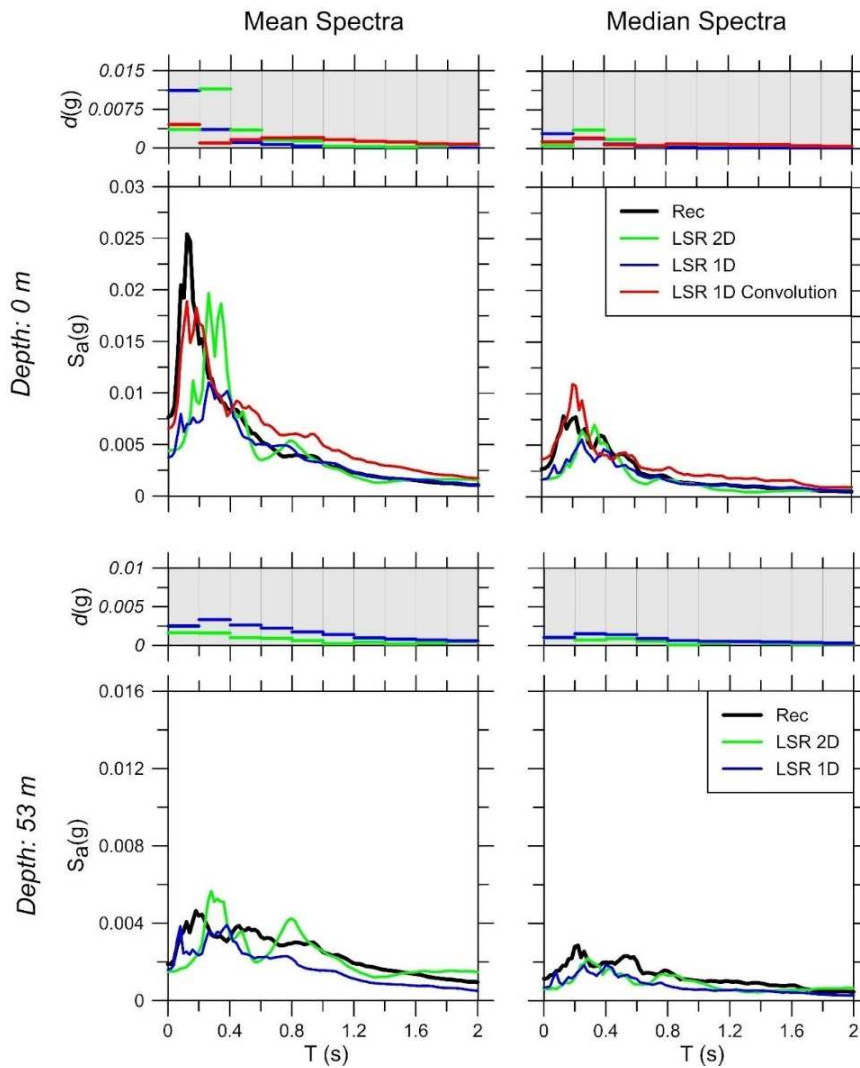 Mean Spectra
Median Spectra
0.015
0.0075
0
d(g)
0.03
0.025
0.02
0.015
0.01
0.005
0
Sa(g)
Depth: 0 m
Rec
LSR 2D
LSR 1D
LSR 1D Convolution
0.01
0.005
0
d(g)
0.016
0.012
0.008
0.004
0
Sa(g)
Depth: 53 m
Rec
LSR 2D
LSR 1D
0 0.4 0.8 1.2 1.6 2
0 0.4 0.8 1.2 1.6 2
T (s)
T (s)